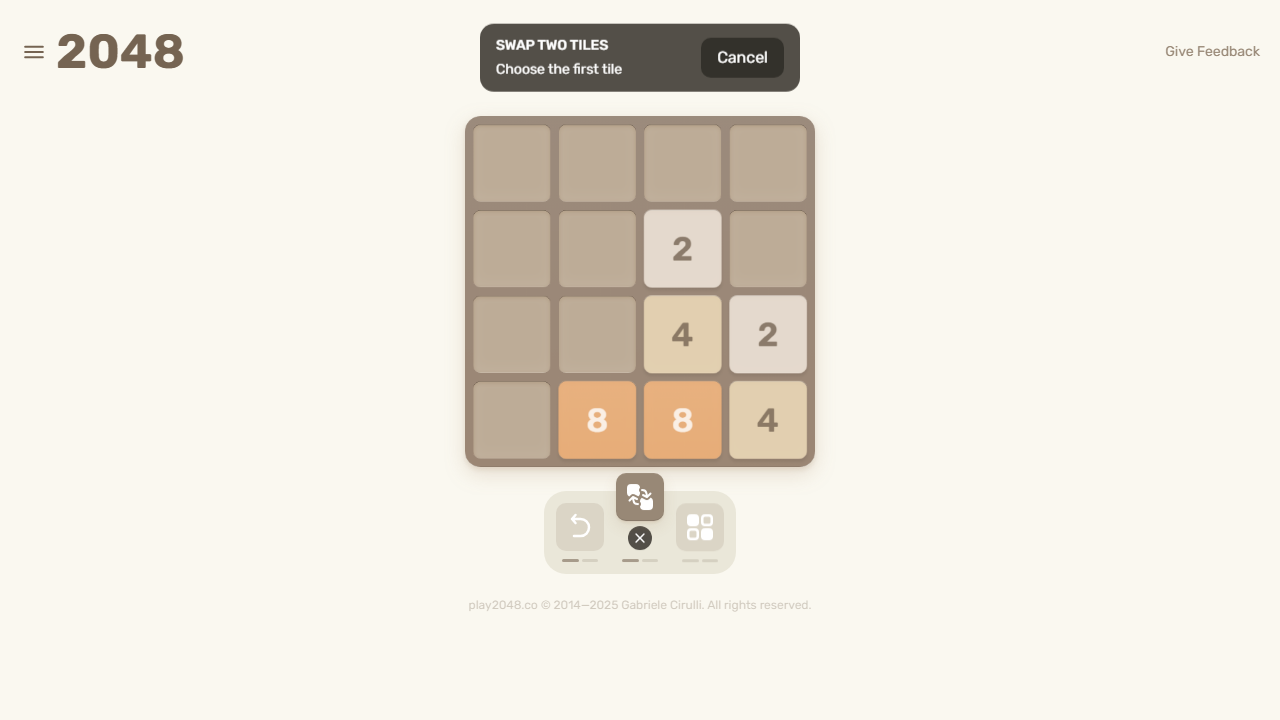 2048
SWAP TWO TILES
Choose the first tile
Cancel
Give Feedback
2
4 2
8 8 4
play2048.co © 2014–2025 Gabriele Cirulli. All rights reserved.